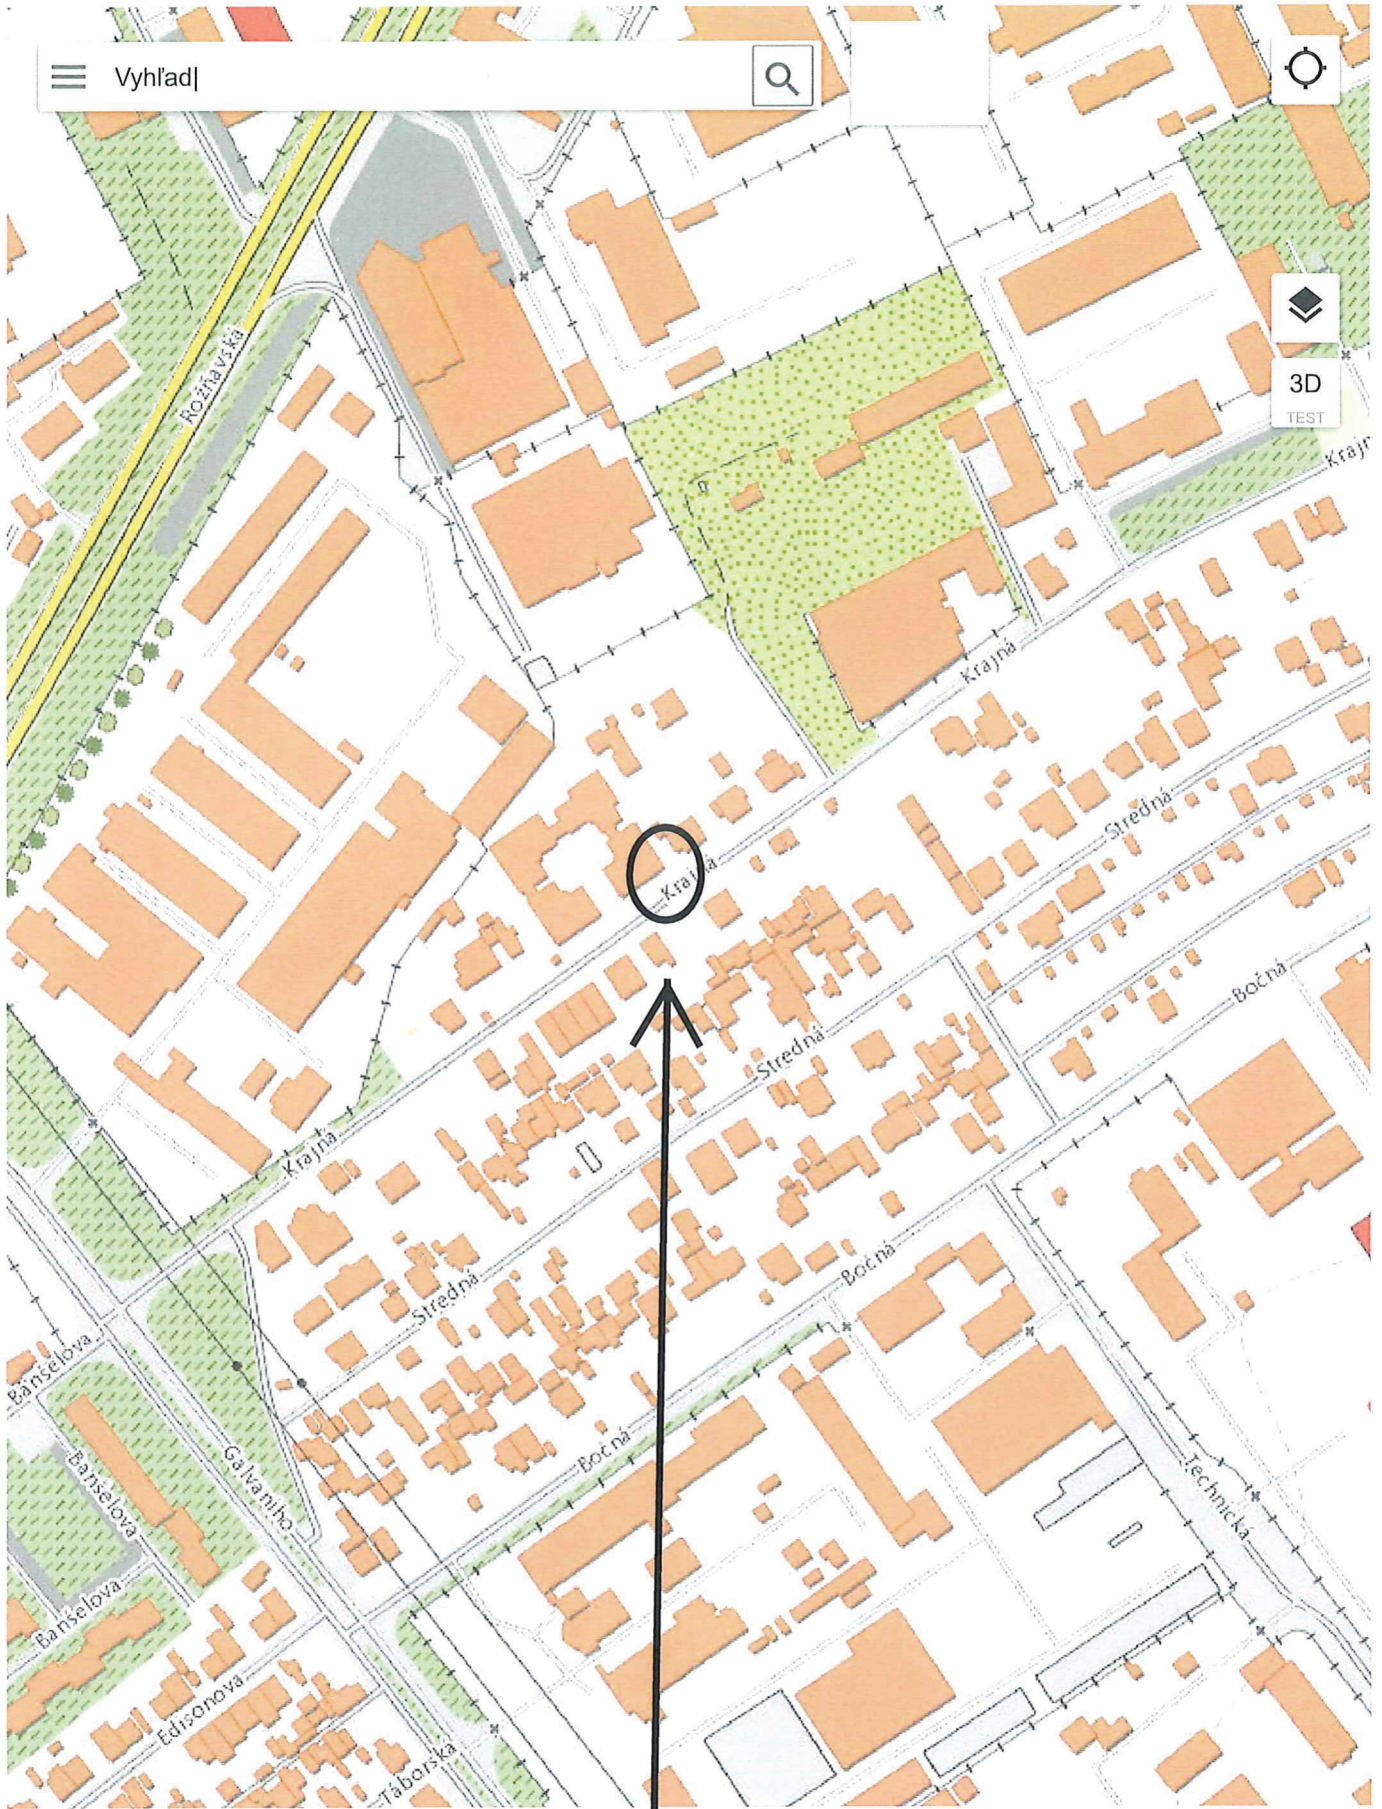 Vyhľad
Rožňavská
3D
TEST
Krajn
Krajná
Stredná
Krajná
Bočná
Stredná
Krajná
Bočná
Stredná
Banšelova
Bočná
Galvaniho
Banšelova
Technická
Banšelova
Edisonova
Táborská